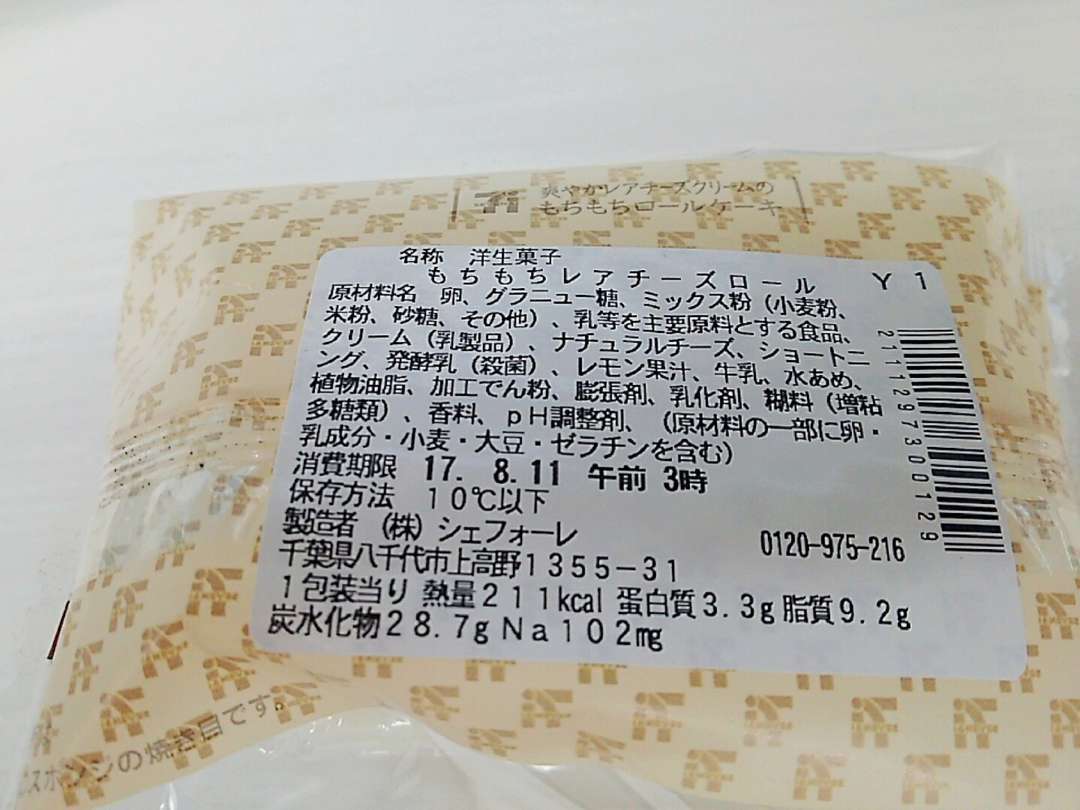 爽やかレアチーズクリームの
もちもちロールケーキ
名称 洋生菓子
もちもちレアチーズロール Y1
原材料名 卵、グラニュー糖、ミックス粉（小麦粉、
米粉、砂糖、その他）、乳等を主要原料とする食品、
クリーム（乳製品）、ナチュラルチーズ、ショートニ
ング、発酵乳（殺菌）、レモン果汁、牛乳、水あめ、
植物油脂、加工でん粉、膨張剤、乳化剤、糊料（増粘
多糖類）、香料、pH調整剤、（原材料の一部に卵・
乳成分・小麦・大豆・ゼラチンを含む）
消費期限 17. 8.11 午前 3時
保存方法 10℃以下
製造者 （株）シェフォーレ
千葉県八千代市上高野1355-31
0120-975-216
1包装当り 熱量211kcal 蛋白質3.3g 脂質9.2g
炭水化物28.7g Na102mg
2111297300129
スポンジの焼き目です。